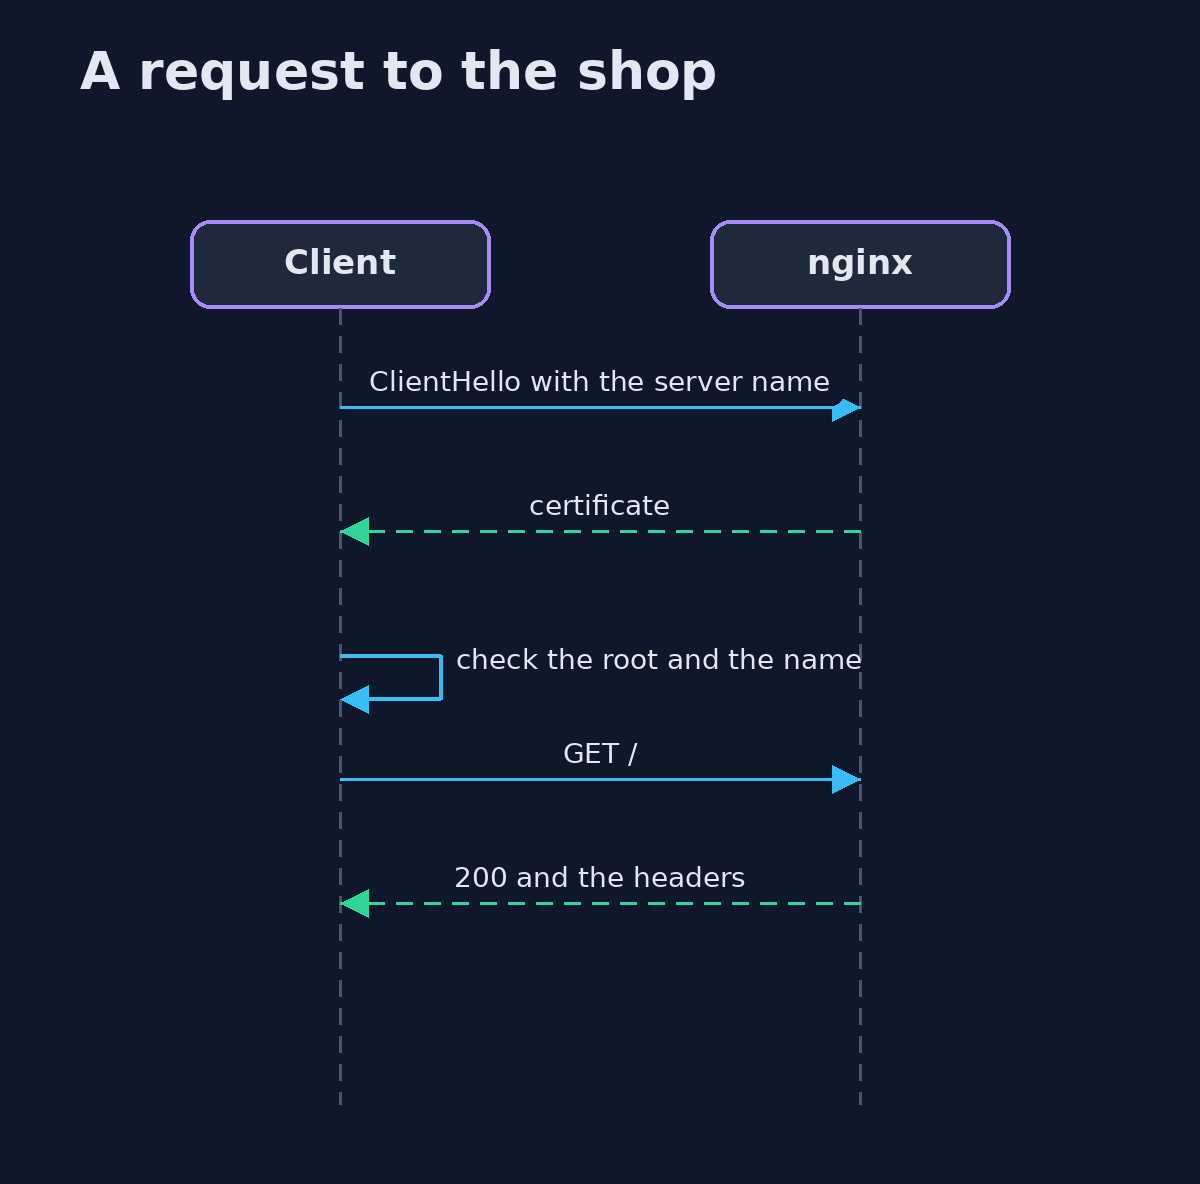 A request to the shop
Client
nginx
ClientHello with the server name
certificate
check the root and the name
GET /
200 and the headers